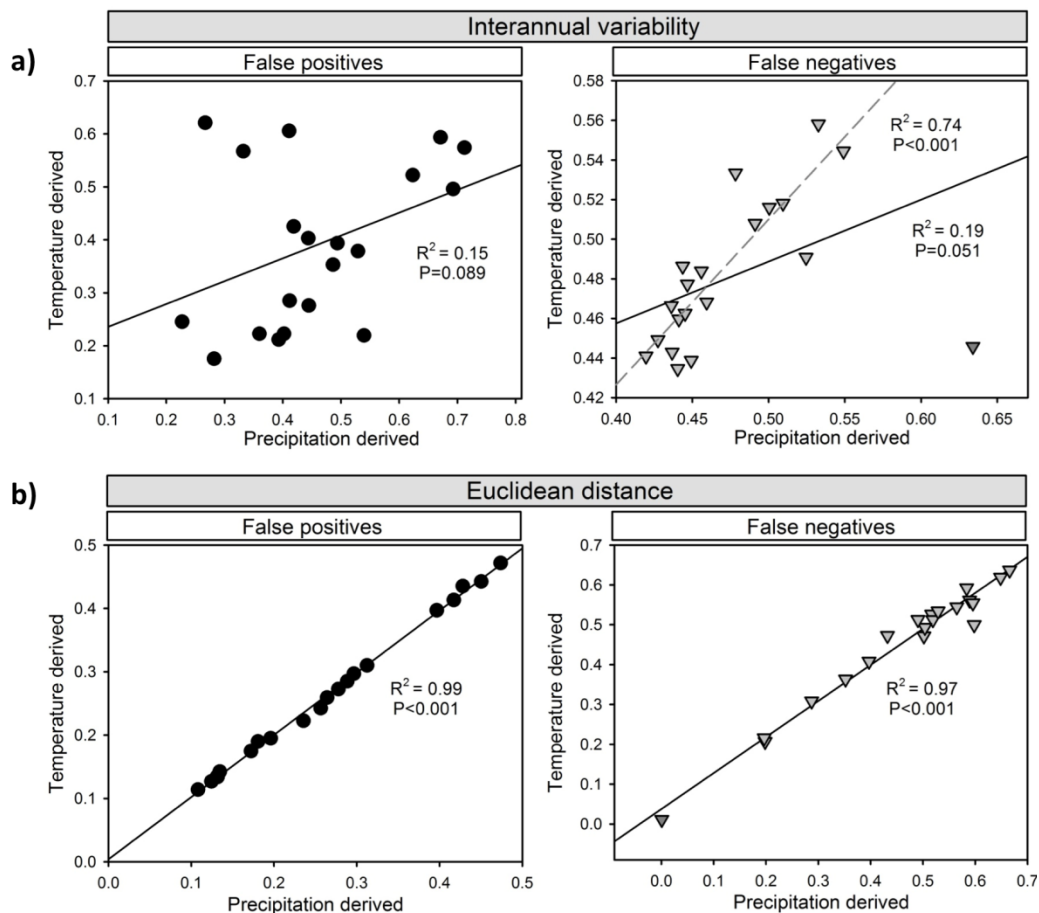 Interannual variability
a)
False positives
False negatives
Temperature derived
0.7
0.6
0.5
0.4
0.3
0.2
0.1
0.1 0.2 0.3 0.4 0.5 0.6 0.7 0.8
Precipitation derived
R² = 0.15
P=0.089
Temperature derived
0.58
0.56
0.54
0.52
0.50
0.48
0.46
0.44
0.42
0.40 0.45 0.50 0.55 0.60 0.65
Precipitation derived
R² = 0.74
P<0.001
R² = 0.19
P=0.051
b)
Euclidean distance
False positives
False negatives
Temperature derived
0.5
0.4
0.3
0.2
0.1
0.0
0.0 0.1 0.2 0.3 0.4 0.5
Precipitation derived
R² = 0.99
P<0.001
Temperature derived
0.7
0.6
0.5
0.4
0.3
0.2
0.1
0.0
0.0 0.1 0.2 0.3 0.4 0.5 0.6 0.7
Precipitation derived
R² = 0.97
P<0.001